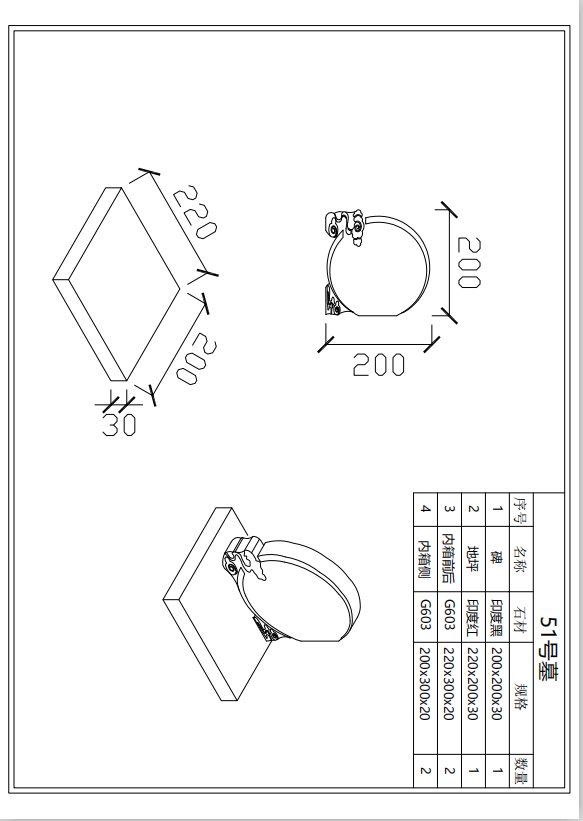 51号墓
序号 名称 石材 规格 数量
1 碑 印度黑 200x200x30 1
2 地坪 印度红 220x200x30 1
3 内箱前后 G603 220x300x20 2
4 内箱侧 G603 200x300x20 2
200
200
220
200
30